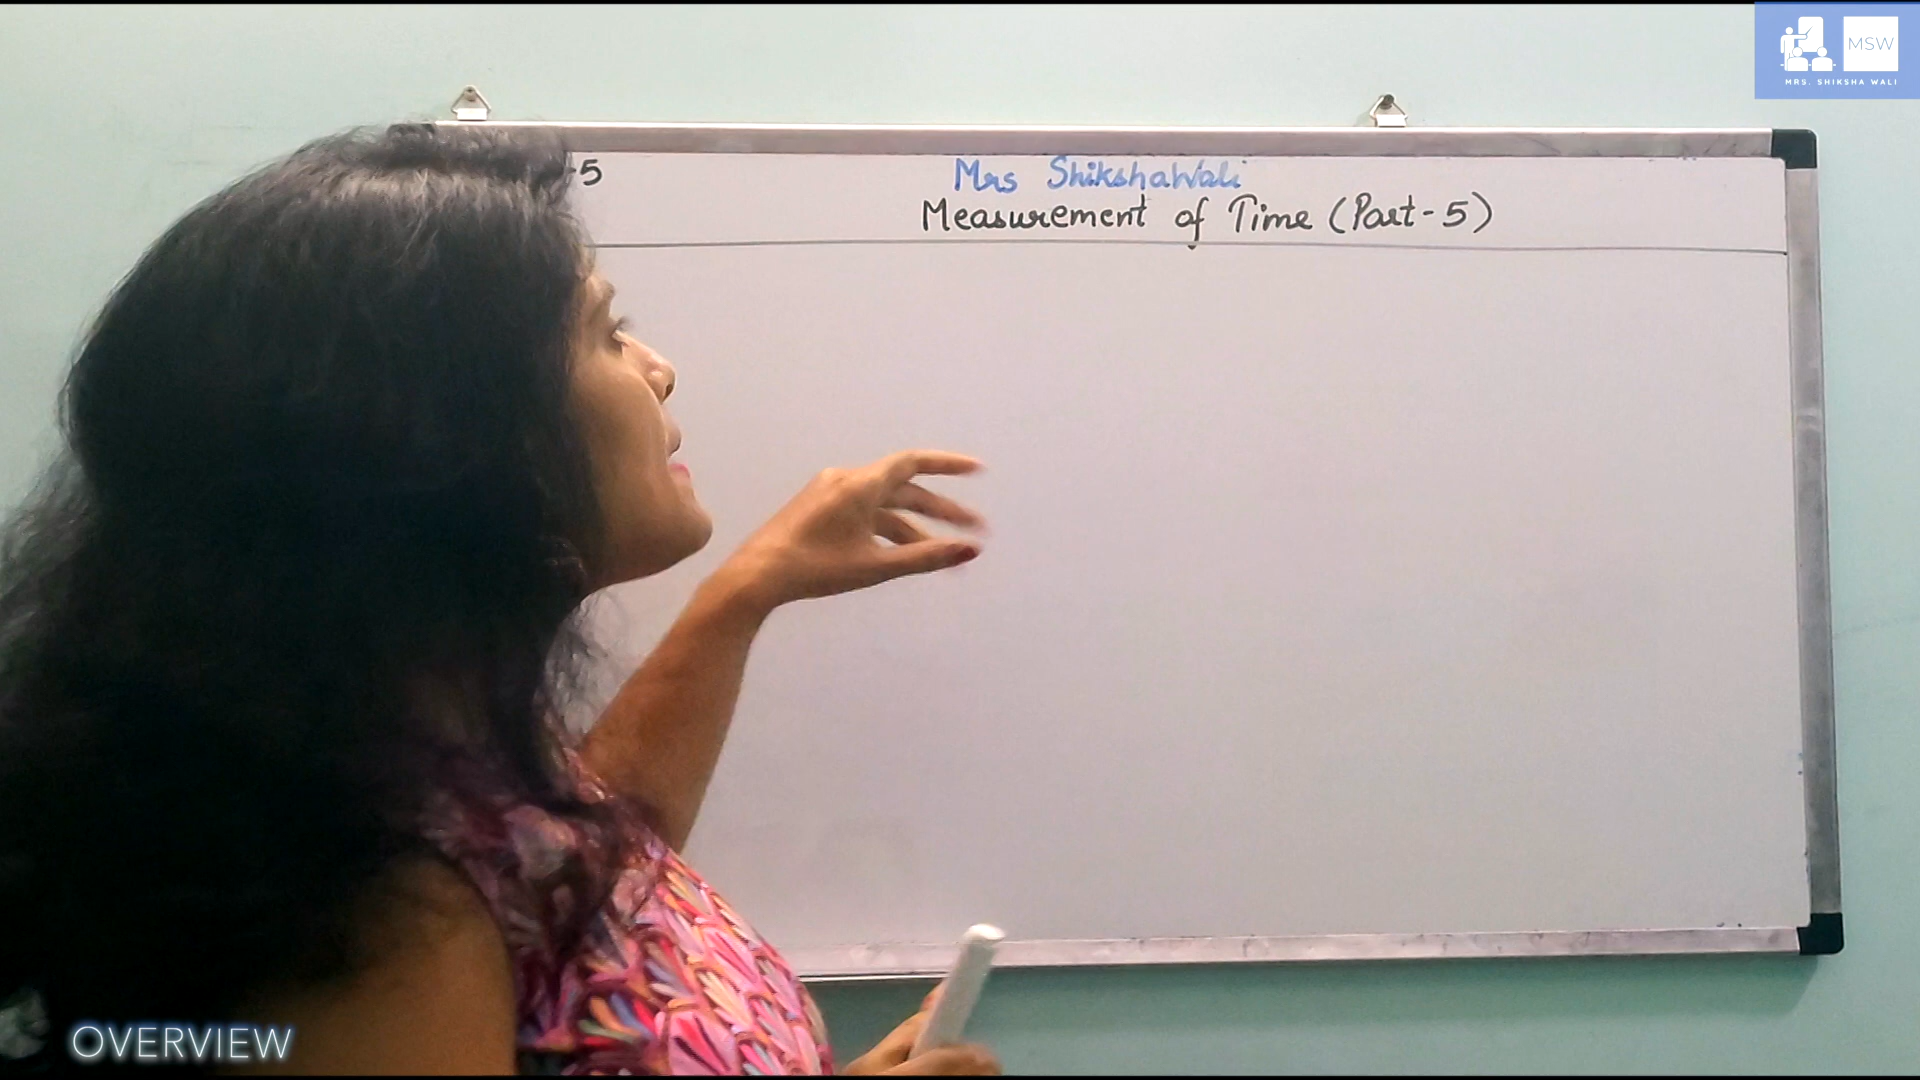 MSW
MRS. SHIKSHA WALI
-5
Mrs ShikshaWali
Measurement of Time (Part-5)
OVERVIEW